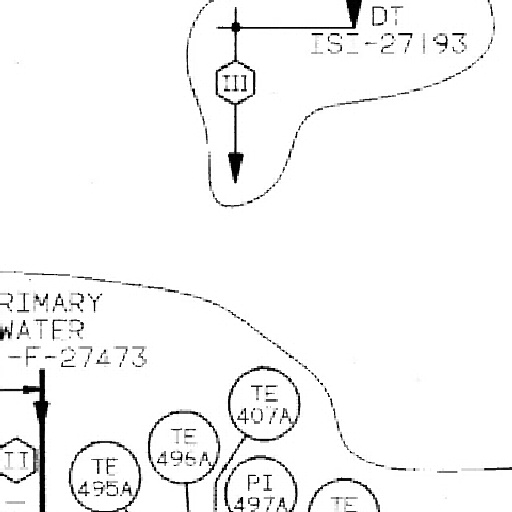 DT
ISI-27193
III
RIMARY
WATER
-F-27473
TE
407A
TE
496A
II
TE
495A
PI
497A
TE